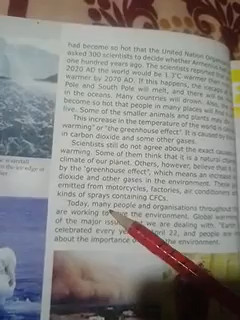 had become so hot that the United Nation
asked 300 scientists to decide whether
one hundred years ago. The scientists reported that
2020 AD the world would be 1.3°C warmer
warmer by 2070 AD. If this happens, the
Pole and South Pole will melt, and there will be
in the oceans. Many countries will drown. Also,
become so hot that people in many places will
live. Some of the smaller animals and plants may
This increase in the temperature of the world is
warming" or "the greenhouse effect". It is caused by
in carbon dioxide and some other gases.
Scientists still do not agree about the exact
warming. Some of them think that it is a natural
climate of our planet. Others, however, believe that it
by the "greenhouse effect", which means an increase
dioxide and other gases in the environment. These
emitted from motorcycles, factories, air conditioners
kinds of sprays containing CFCs.
Today, many people and organisations throughout
are working to the environment. Global warming
of the major we are dealing with. "Earth
celebrated every April 22, and people
about the importance the environment.